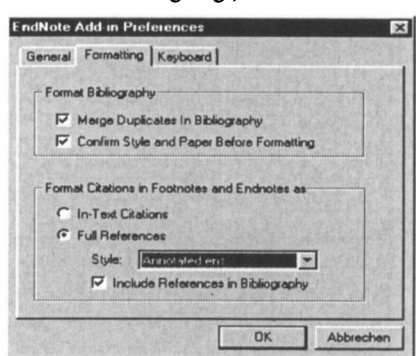 EndNote Add in Preferences
General Formatting Keyboard
Format Bibliography
Merge Duplicates In Bibliography
Confirm Style and Paper Before Formatting
Format Citations in Footnotes and Endnotes as
In-Text Citations
Full References
Style: Annotated.ens
Include References in Bibliography
OK Abbrechen